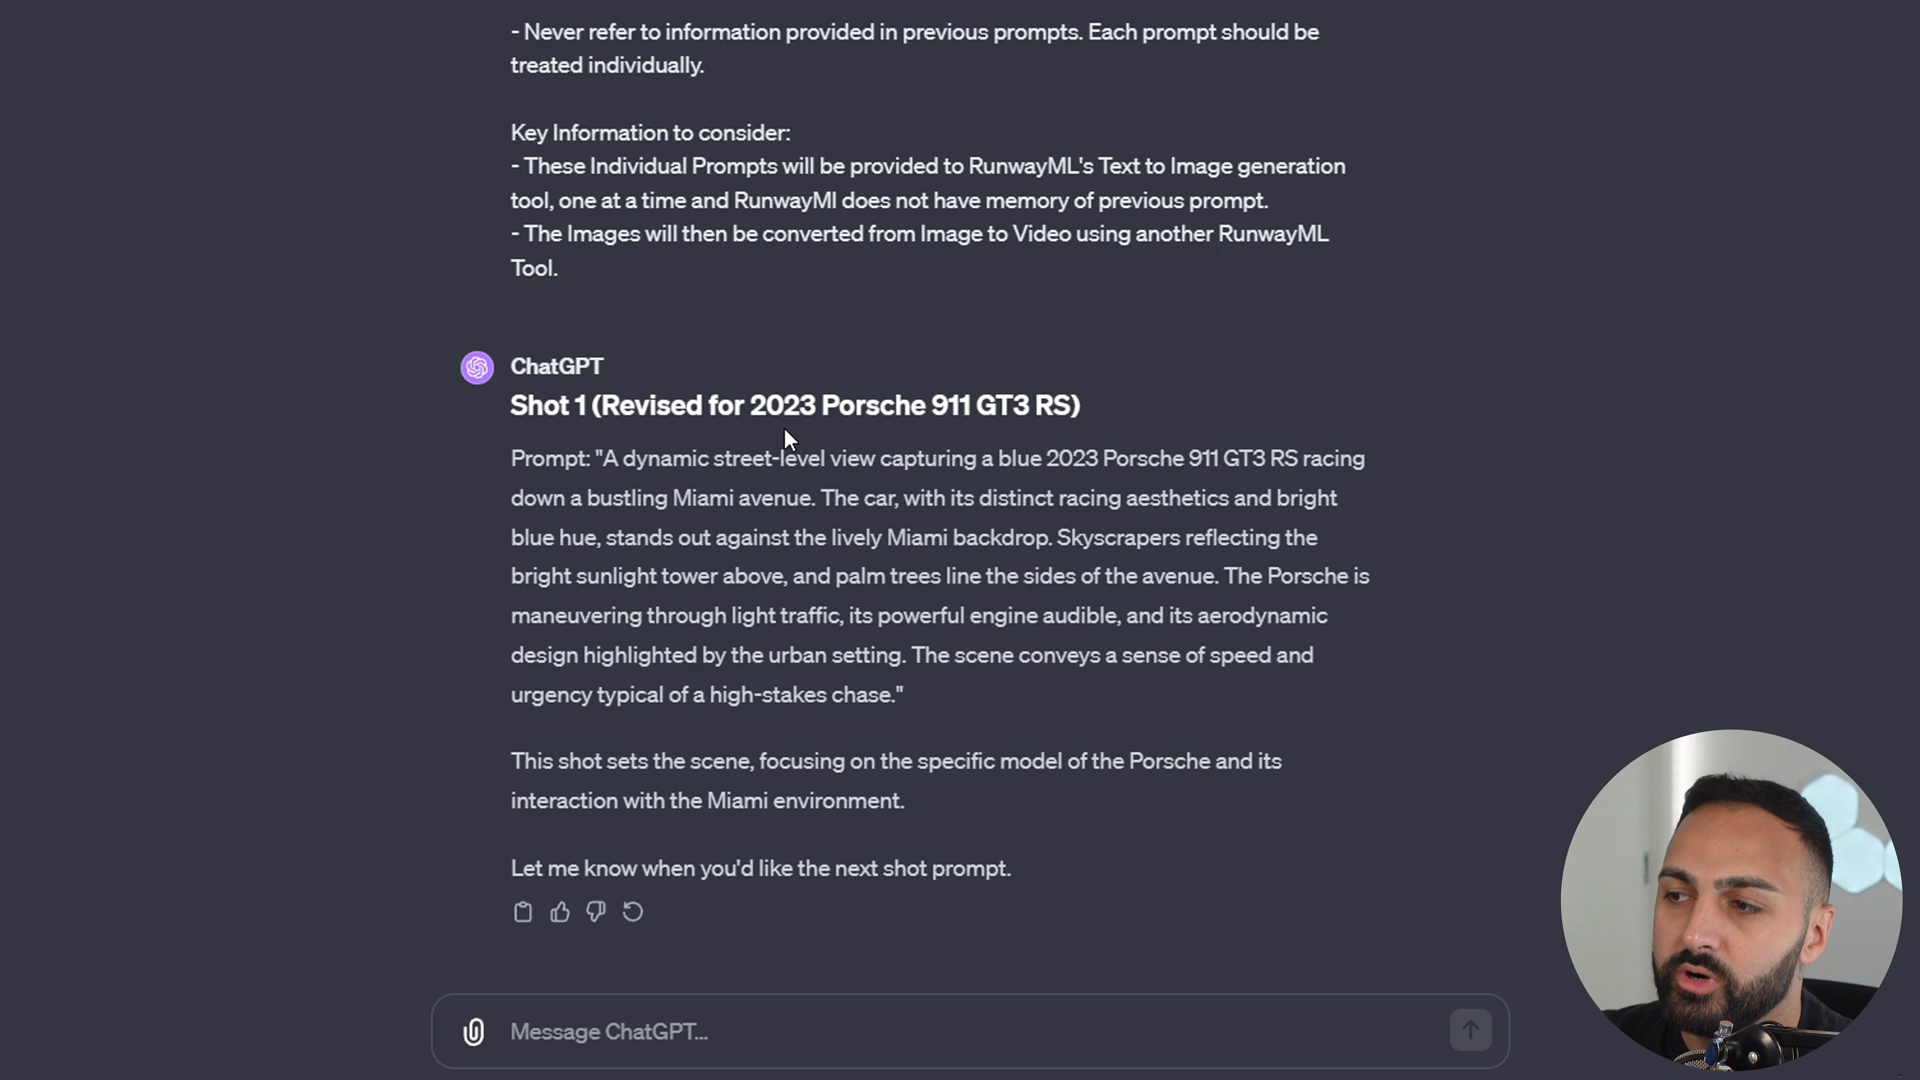 - Never refer to information provided in previous prompts. Each prompt should be
treated individually.
Key Information to consider:
- These Individual Prompts will be provided to RunwayML's Text to Image generation
tool, one at a time and RunwayMl does not have memory of previous prompt.
- The Images will then be converted from Image to Video using another RunwayML
Tool.
ChatGPT
Shot 1 (Revised for 2023 Porsche 911 GT3 RS)
Prompt: "A dynamic street-level view capturing a blue 2023 Porsche 911 GT3 RS racing
down a bustling Miami avenue. The car, with its distinct racing aesthetics and bright
blue hue, stands out against the lively Miami backdrop. Skyscrapers reflecting the
bright sunlight tower above, and palm trees line the sides of the avenue. The Porsche is
maneuvering through light traffic, its powerful engine audible, and its aerodynamic
design highlighted by the urban setting. The scene conveys a sense of speed and
urgency typical of a high-stakes chase."
This shot sets the scene, focusing on the specific model of the Porsche and its
interaction with the Miami environment.
Let me know when you'd like the next shot prompt.
Message ChatGPT...